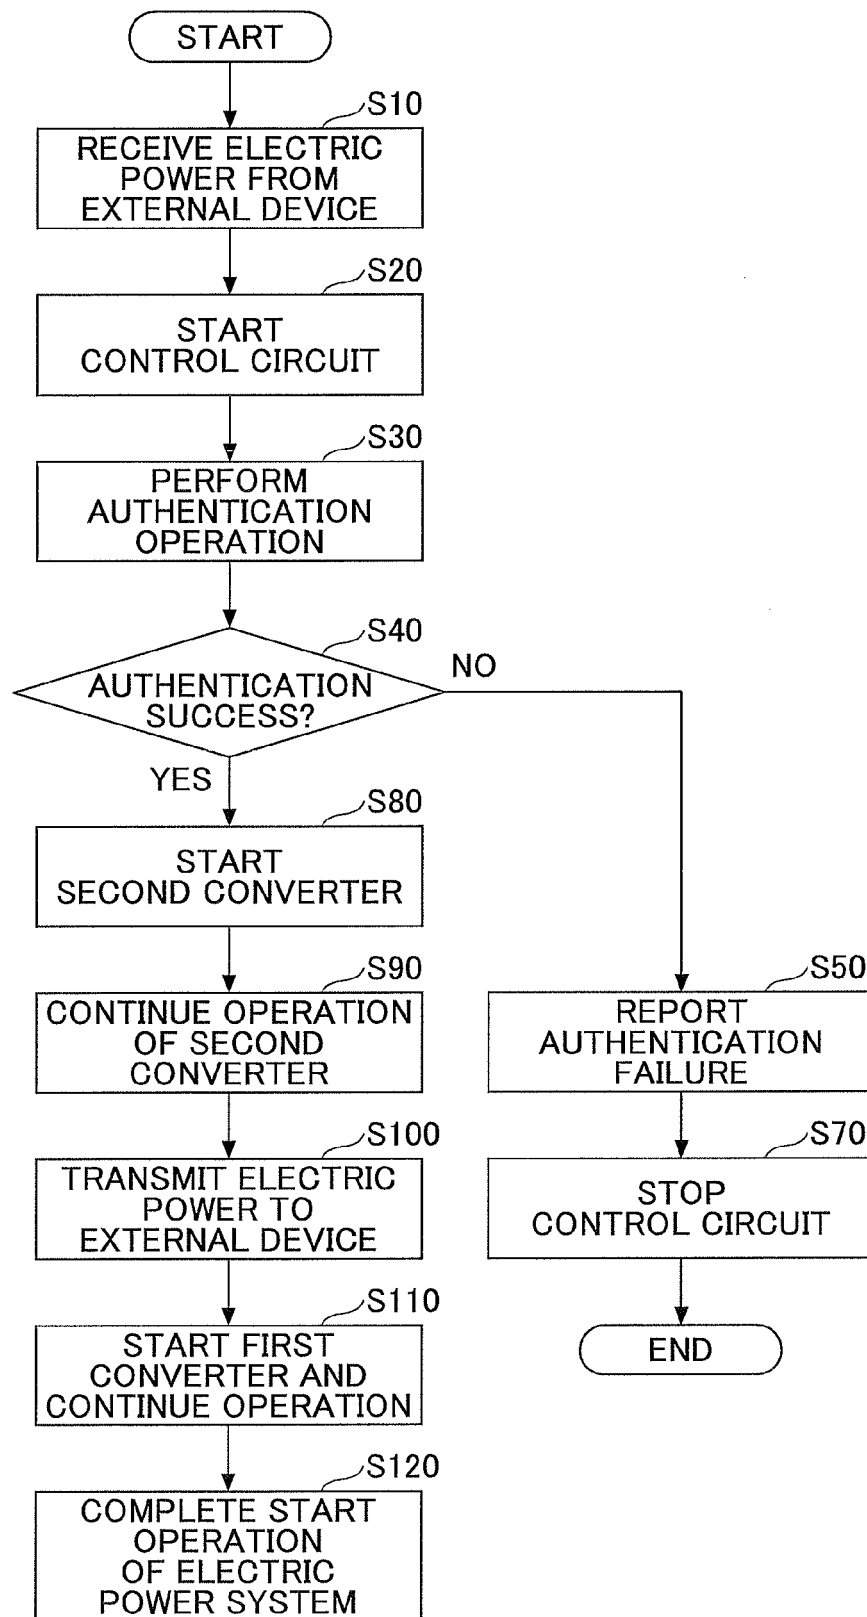 START
S10
RECEIVE ELECTRIC
POWER FROM
EXTERNAL DEVICE
S20
START
CONTROL CIRCUIT
S30
PERFORM
AUTHENTICATION
OPERATION
S40
AUTHENTICATION
SUCCESS?
NO
YES
S80
START
SECOND CONVERTER
S90
CONTINUE OPERATION
OF SECOND
CONVERTER
S50
REPORT
AUTHENTICATION
FAILURE
S100
TRANSMIT ELECTRIC
POWER TO
EXTERNAL DEVICE
S70
STOP
CONTROL CIRCUIT
S110
START FIRST
CONVERTER AND
CONTINUE OPERATION
END
S120
COMPLETE START
OPERATION
OF ELECTRIC
POWER SYSTEM